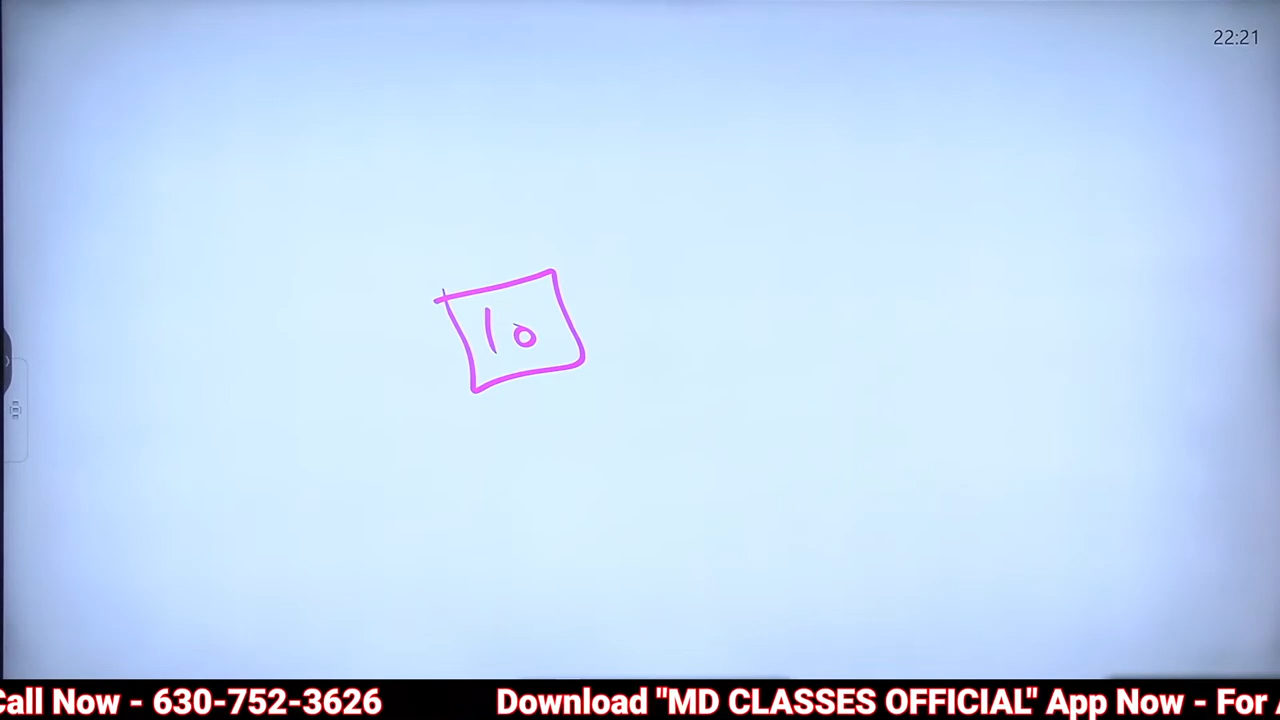 22:21
10
Call Now - 630-752-3626 Download "MD CLASSES OFFICIAL" App Now - For